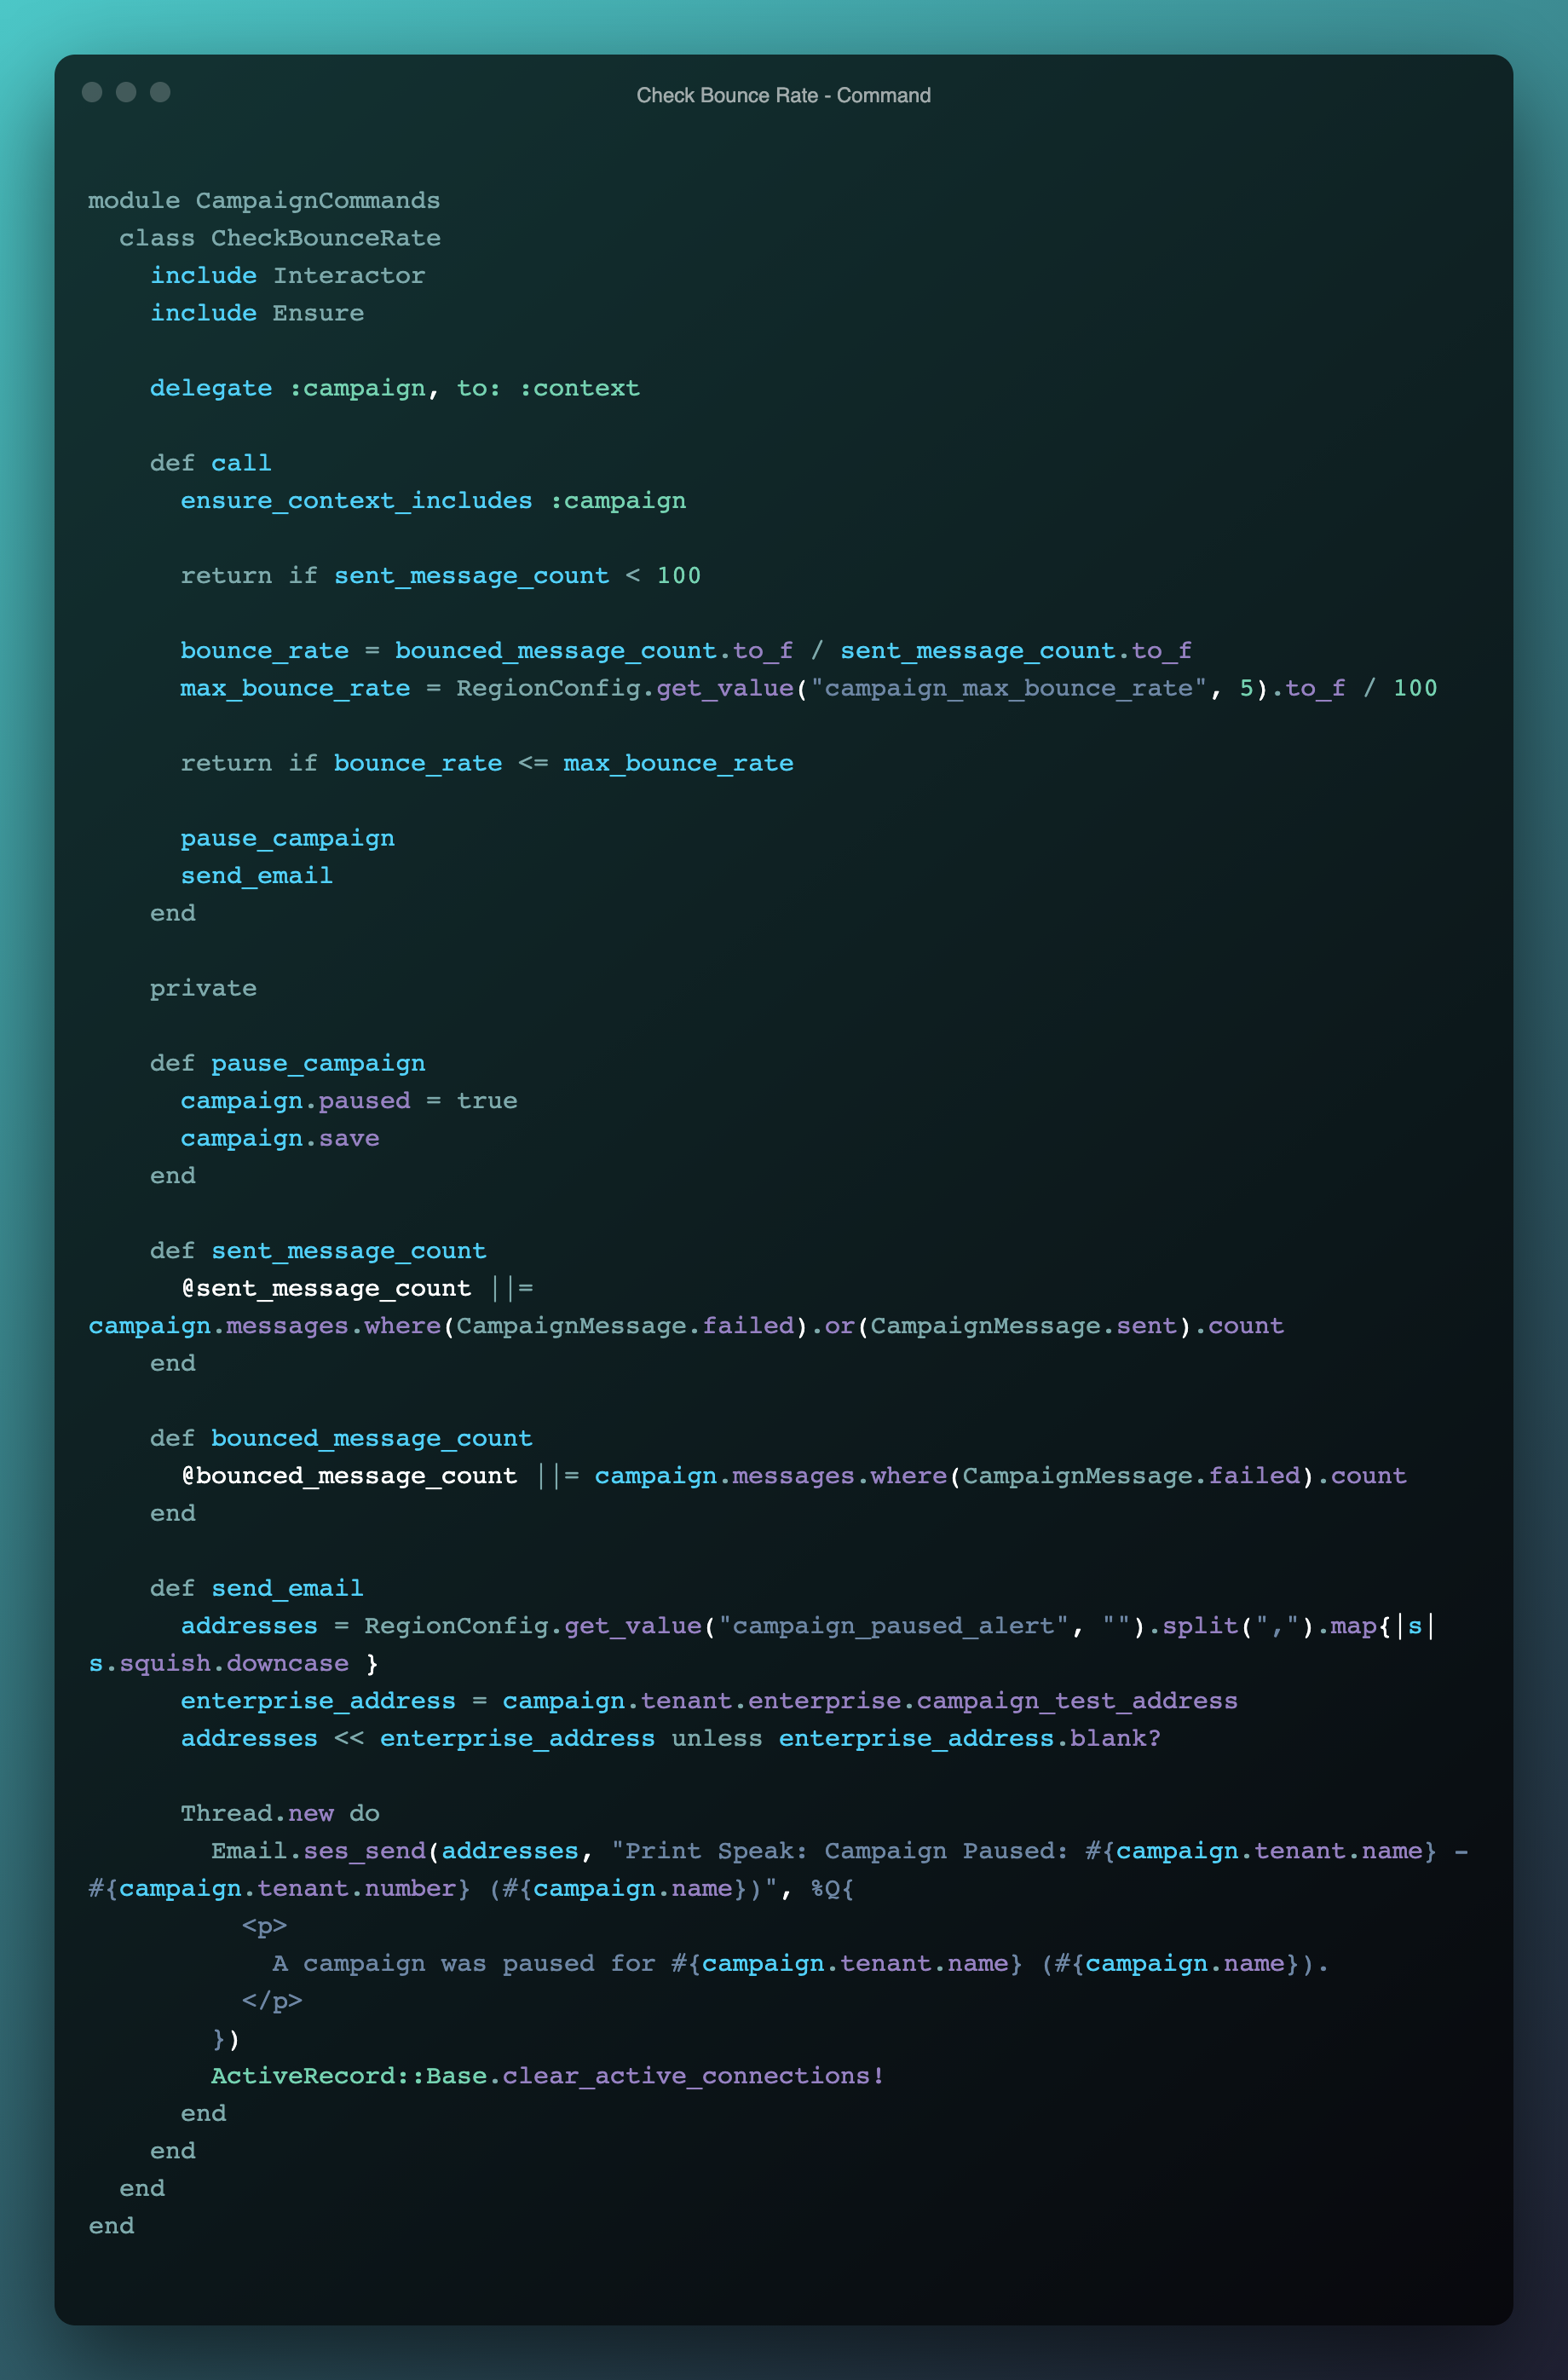 Check Bounce Rate - Command
module CampaignCommands
  class CheckBounceRate
    include Interactor
    include Ensure

    delegate :campaign, to: :context

    def call
      ensure_context_includes :campaign

      return if sent_message_count < 100

      bounce_rate = bounced_message_count.to_f / sent_message_count.to_f
      max_bounce_rate = RegionConfig.get_value("campaign_max_bounce_rate", 5).to_f / 100

      return if bounce_rate <= max_bounce_rate

      pause_campaign
      send_email
    end

    private

    def pause_campaign
      campaign.paused = true
      campaign.save
    end

    def sent_message_count
      @sent_message_count ||=
campaign.messages.where(CampaignMessage.failed).or(CampaignMessage.sent).count
    end

    def bounced_message_count
      @bounced_message_count ||= campaign.messages.where(CampaignMessage.failed).count
    end

    def send_email
      addresses = RegionConfig.get_value("campaign_paused_alert", "").split(",").map{|s|
s.squish.downcase }
      enterprise_address = campaign.tenant.enterprise.campaign_test_address
      addresses << enterprise_address unless enterprise_address.blank?

      Thread.new do
        Email.ses_send(addresses, "Print Speak: Campaign Paused: #{campaign.tenant.name} –
#{campaign.tenant.number} (#{campaign.name})", %Q{
          <p>
            A campaign was paused for #{campaign.tenant.name} (#{campaign.name}).
          </p>
        })
        ActiveRecord::Base.clear_active_connections!
      end
    end
  end
end